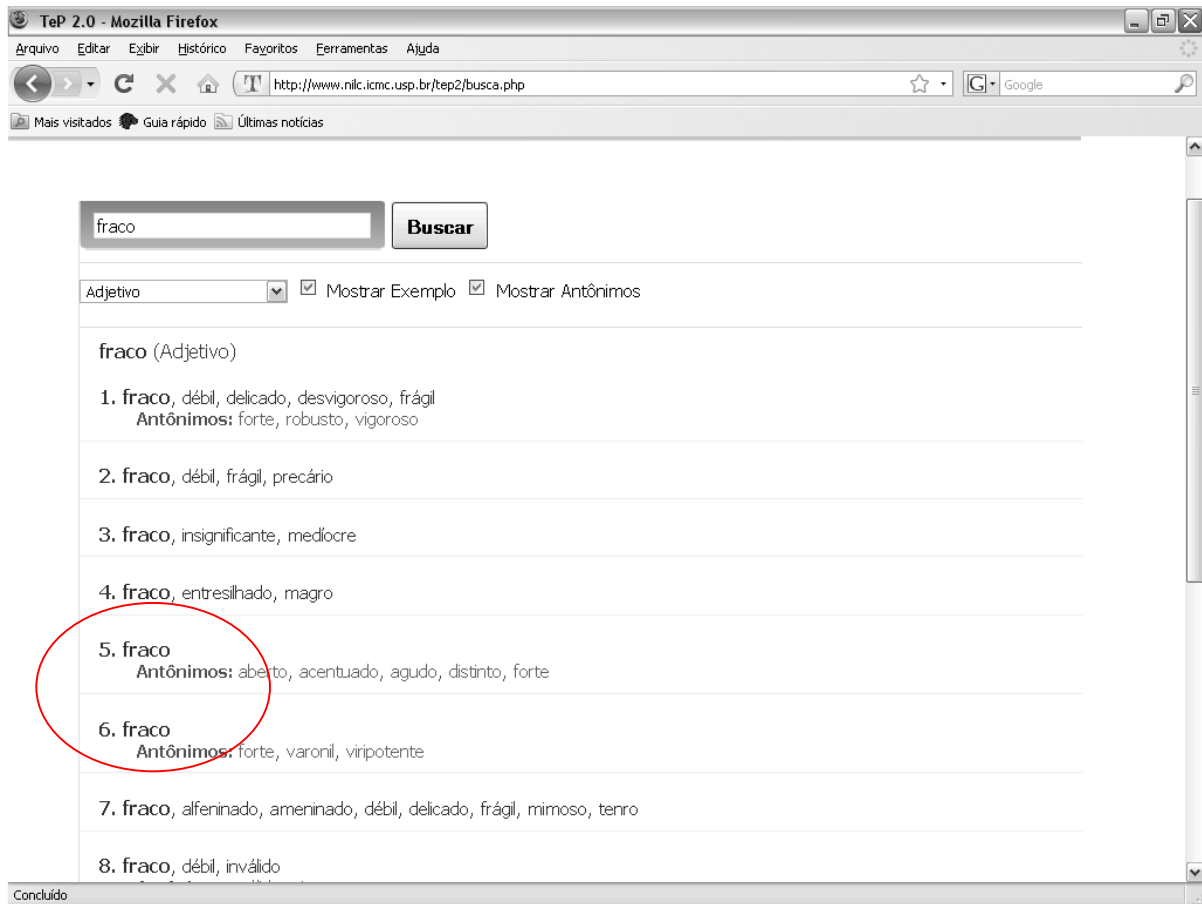 TeP 2.0 - Mozilla Firefox
Arquivo Editar Exibir Histórico Favoritos Ferramentas Ajuda
T http://www.nilc.icmc.usp.br/tep2/busca.php G Google
Mais visitados Guia rápido Últimas notícias
fraco Buscar
Adjetivo Mostrar Exemplo Mostrar Antônimos
fraco (Adjetivo)
1. fraco, débil, delicado, desvigoroso, frágil
Antônimos: forte, robusto, vigoroso
2. fraco, débil, frágil, precário
3. fraco, insignificante, medíocre
4. fraco, entresilhado, magro
5. fraco
Antônimos: aberto, acentuado, agudo, distinto, forte
6. fraco
Antônimos: forte, varonil, viripotente
7. fraco, alfeninado, ameninado, débil, delicado, frágil, mimoso, tenro
8. fraco, débil, inválido
Concluído